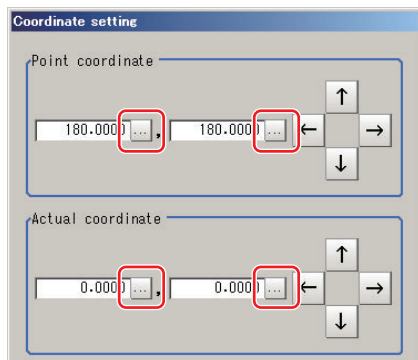 Coordinate setting
Point coordinate
↑
180.0000 ... , 180.0000 ... ← →
↓
Actual coordinate
↑
0.0000 ... , 0.0000 ... ← →
↓